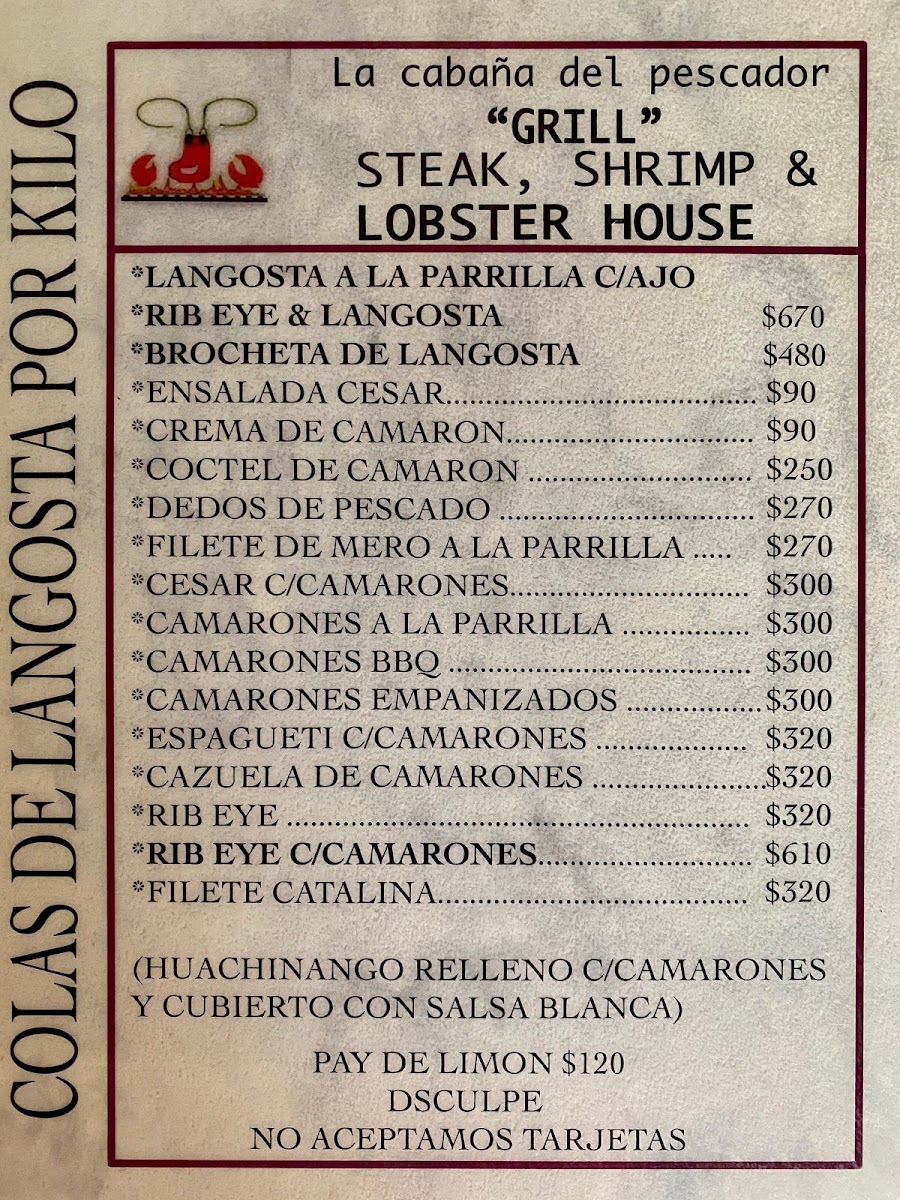 COLAS DE LANGOSTA POR KILO
La cabaña del pescador
“GRILL”
STEAK, SHRIMP &
LOBSTER HOUSE
*LANGOSTA A LA PARRILLA C/AJO
*RIB EYE & LANGOSTA $670
*BROCHETA DE LANGOSTA $480
*ENSALADA CESAR............................................ $90
*CREMA DE CAMARON................................... $90
*COCTEL DE CAMARON ................................ $250
*DEDOS DE PESCADO .................................... $270
*FILETE DE MERO A LA PARRILLA ..... $270
*CESAR C/CAMARONES.................................. $300
*CAMARONES A LA PARRILLA .................. $300
*CAMARONES BBQ ........................................... $300
*CAMARONES EMPANIZADOS ................... $300
*ESPAGUETI C/CAMARONES ...................... $320
*CAZUELA DE CAMARONES .........................$320
*RIB EYE .................................................................. $320
*RIB EYE C/CAMARONES.............................. $610
*FILETE CATALINA............................................ $320
(HUACHINANGO RELLENO C/CAMARONES
Y CUBIERTO CON SALSA BLANCA)
PAY DE LIMON $120
DSCULPE
NO ACEPTAMOS TARJETAS